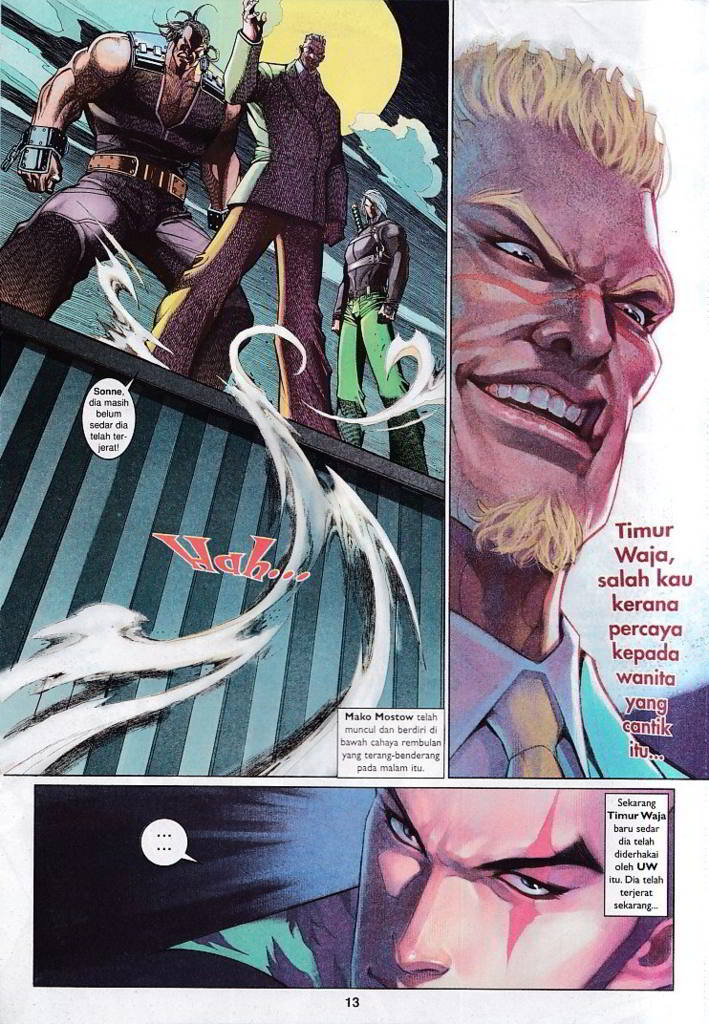 Sonne,
dia masih
belum
sedar dia
telah ter-
jerat!
Hah...
Mako Mostow telah
muncul dan berdiri di
bawah cahaya rembulan
yang terang-benderang
pada malam itu.
Timur
Waja,
salah kau
kerana
percaya
kepada
wanita
yang
cantik
itu...
...
...
Sekarang
Timur Waja
baru sedar
dia telah
diderhakai
oleh UW
itu. Dia telah
terjerat
sekarang...
13